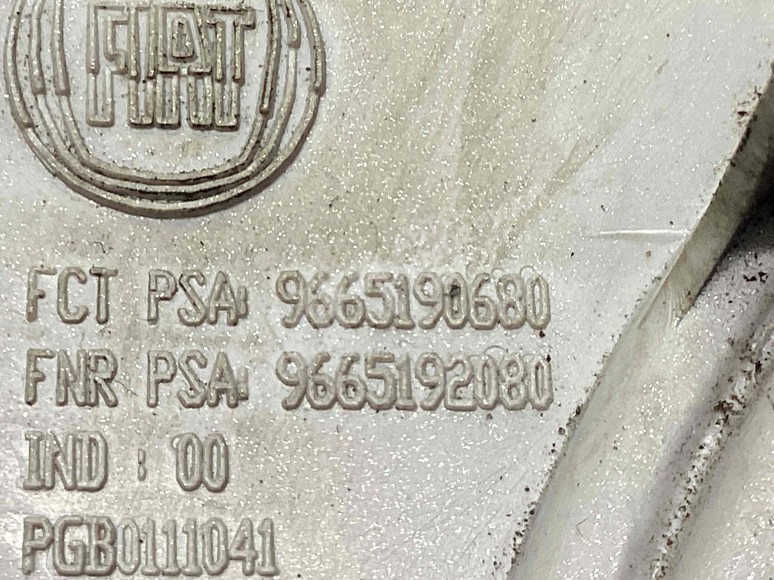 FIAT
FCT PSA: 9665190680
FNR PSA: 9665192080
IND : 00
PGB0111041